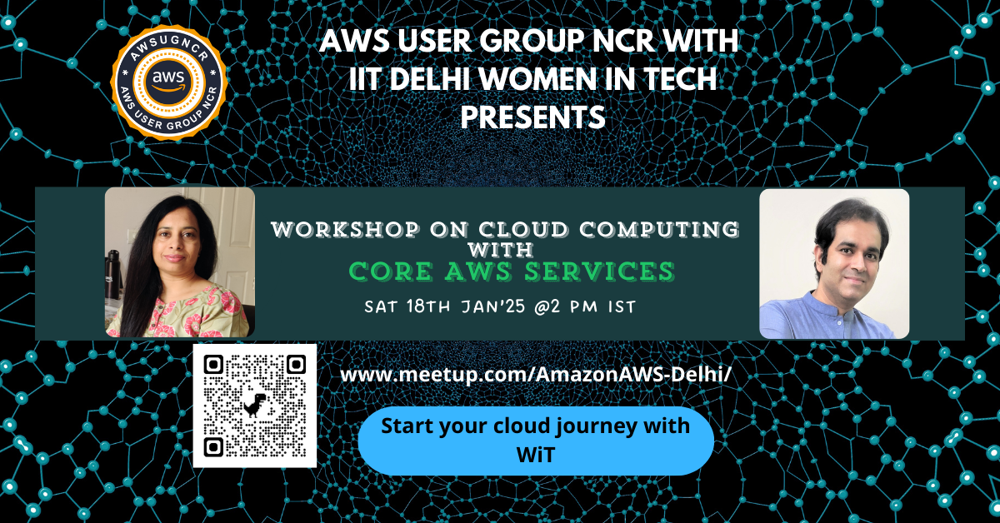 AWSUGNCR
aws
AWS USER GROUP NCR
AWS USER GROUP NCR WITH
IIT DELHI WOMEN IN TECH
PRESENTS
WORKSHOP ON CLOUD COMPUTING
WITH
CORE AWS SERVICES
SAT 18TH JAN'25 @2 PM IST
www.meetup.com/AmazonAWS-Delhi/
Start your cloud journey with
WiT